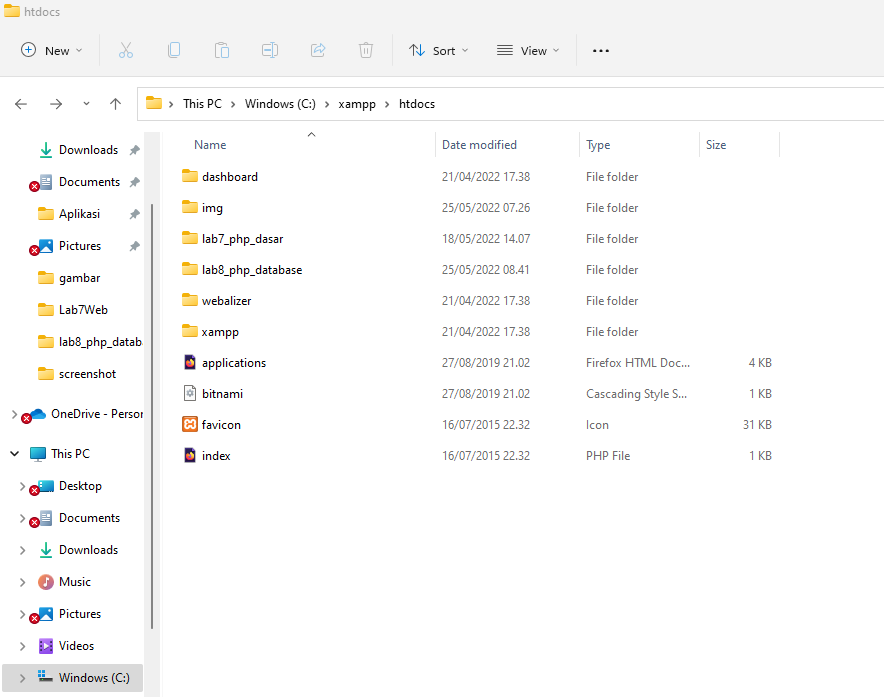 htdocs
New Sort View
This PC Windows (C:) xampp htdocs
Name Date modified Type Size
Downloads
Documents
Aplikasi
Pictures
gambar
Lab7Web
lab8_php_datab
screenshot
OneDrive - Person
This PC
Desktop
Documents
Downloads
Music
Pictures
Videos
Windows (C:)
dashboard 21/04/2022 17.38 File folder
img 25/05/2022 07.26 File folder
lab7_php_dasar 18/05/2022 14.07 File folder
lab8_php_database 25/05/2022 08.41 File folder
webalizer 21/04/2022 17.38 File folder
xampp 21/04/2022 17.38 File folder
applications 27/08/2019 21.02 Firefox HTML Doc... 4 KB
bitnami 27/08/2019 21.02 Cascading Style S... 1 KB
favicon 16/07/2015 22.32 Icon 31 KB
index 16/07/2015 22.32 PHP File 1 KB